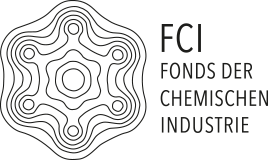 FCI
FONDS DER
CHEMISCHEN
INDUSTRIE